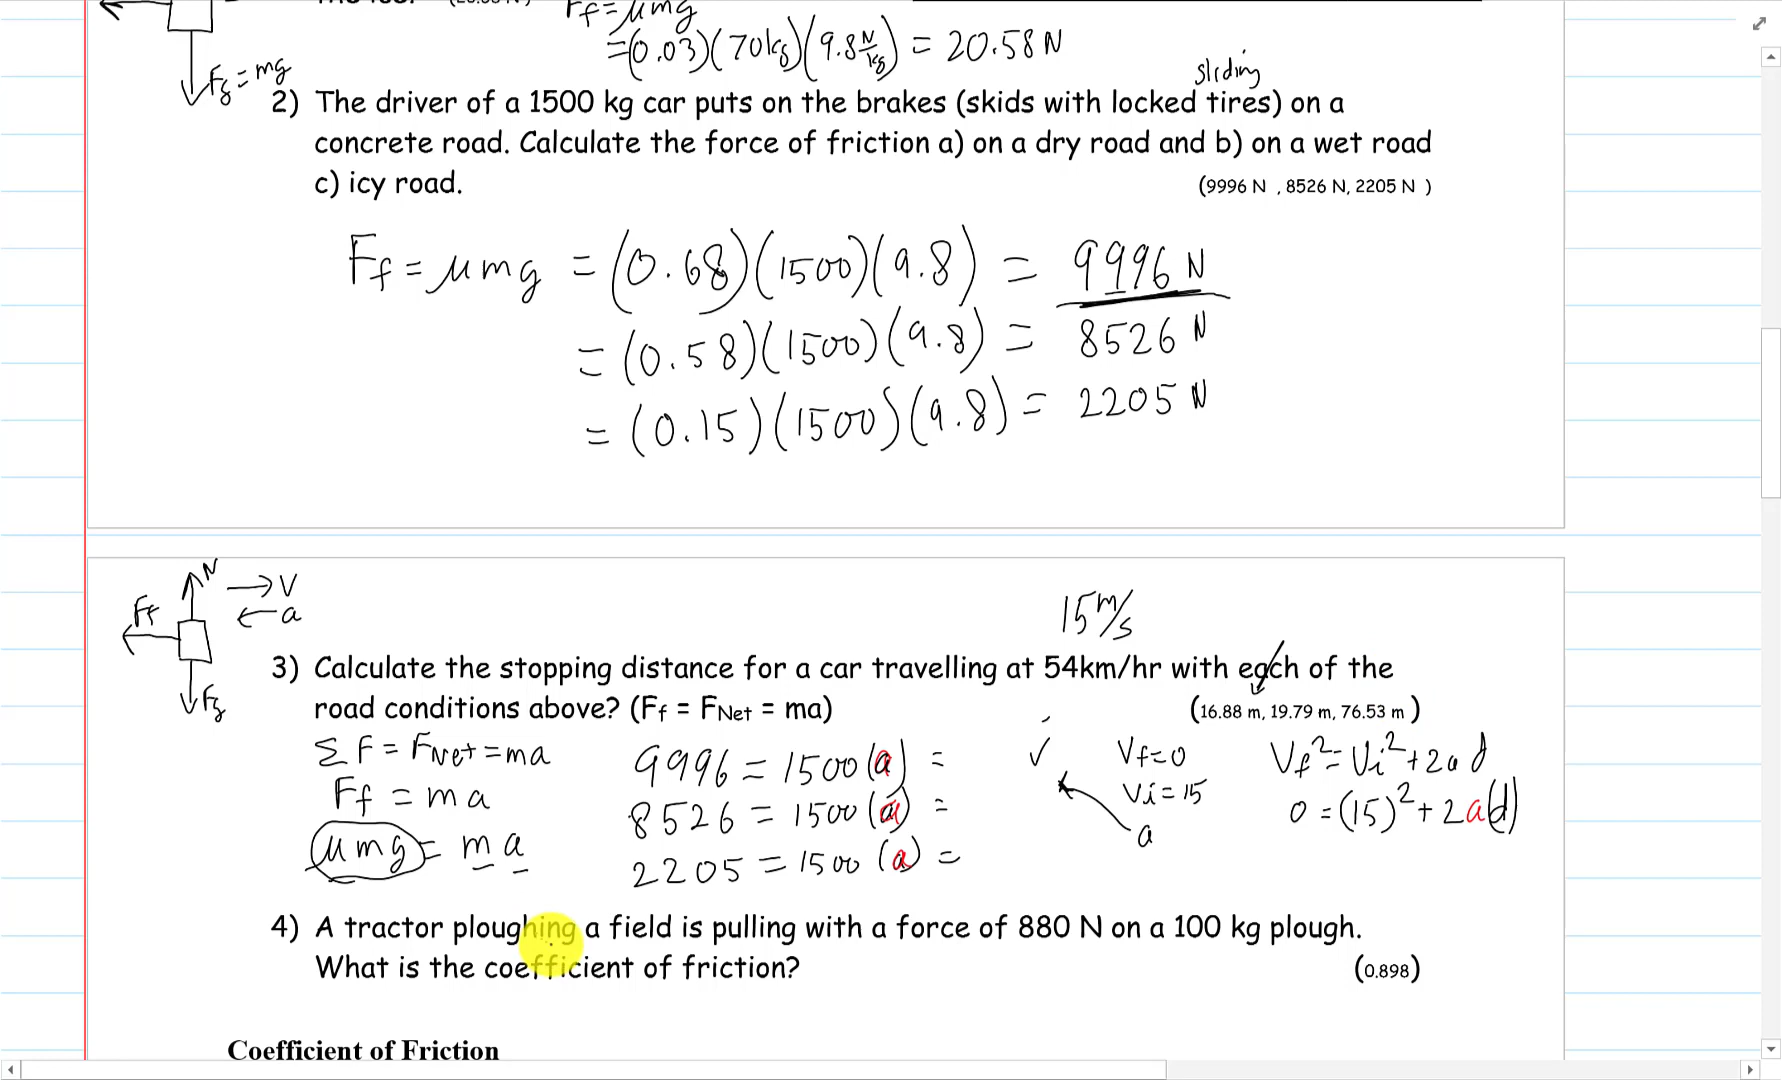 Ff = μmg
= (0.03)(70kg)(9.8 N/kg) = 20.58 N
Fg = mg
sliding
2) The driver of a 1500 kg car puts on the brakes (skids with locked tires) on a
concrete road. Calculate the force of friction a) on a dry road and b) on a wet road
c) icy road. (9996 N , 8526 N, 2205 N )
Ff = μmg = (0.68)(1500)(9.8) = 9996 N
= (0.58)(1500)(9.8) = 8526 N
= (0.15)(1500)(9.8) = 2205 N
N → V
Ff ← a
Fg
15 m/s
3) Calculate the stopping distance for a car travelling at 54km/hr with each of the
road conditions above? (Ff = FNet = ma) (16.88 m, 19.79 m, 76.53 m )
ΣF = FNet = ma
Ff = ma
μmg = ma
9996 = 1500(a) =
8526 = 1500(a) =
2205 = 1500(a) =
✓
Vf=0
Vi=15
a
Vf² = Vi² + 2ad
0 = (15)² + 2a(d)
4) A tractor ploughing a field is pulling with a force of 880 N on a 100 kg plough.
What is the coefficient of friction? (0.898)
Coefficient of Friction